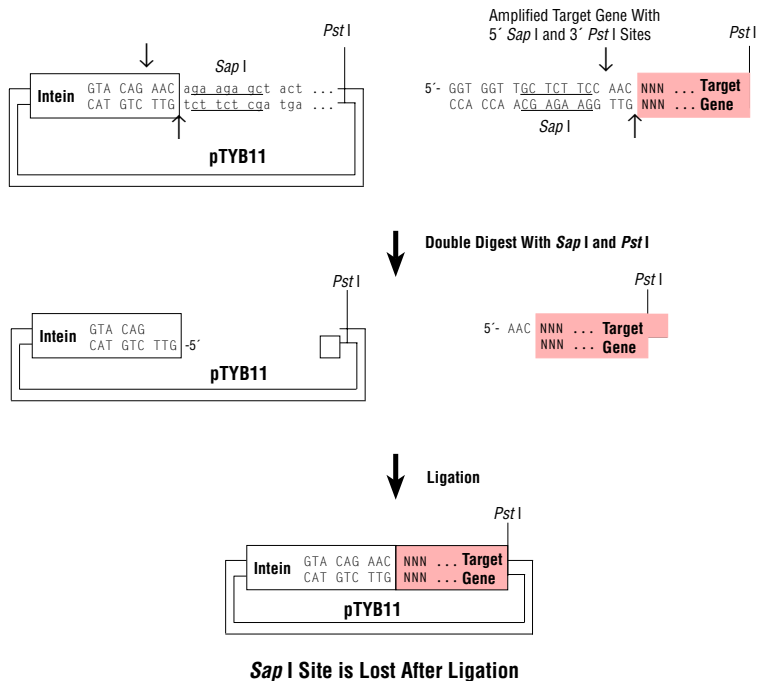 Amplified Target Gene With
5´ Sap I and 3´ Pst I Sites
Pst I
Pst I
Sap I
Intein
GTA CAG AAC aga aga gct act ...
CAT GTC TTG tct tct cga tga ...
pTYB11
5´- GGT GGT TGC TCT TCC AAC NNN ... Target
CCA CCA ACG AGA AGG TTG NNN ... Gene
Sap I
Double Digest With Sap I and Pst I
Pst I
Intein
GTA CAG
CAT GTC TTG -5´
pTYB11
Pst I
5´- AAC NNN ... Target
NNN ... Gene
Ligation
Pst I
Intein
GTA CAG AAC NNN ... Target
CAT GTC TTG NNN ... Gene
pTYB11
Sap I Site is Lost After Ligation